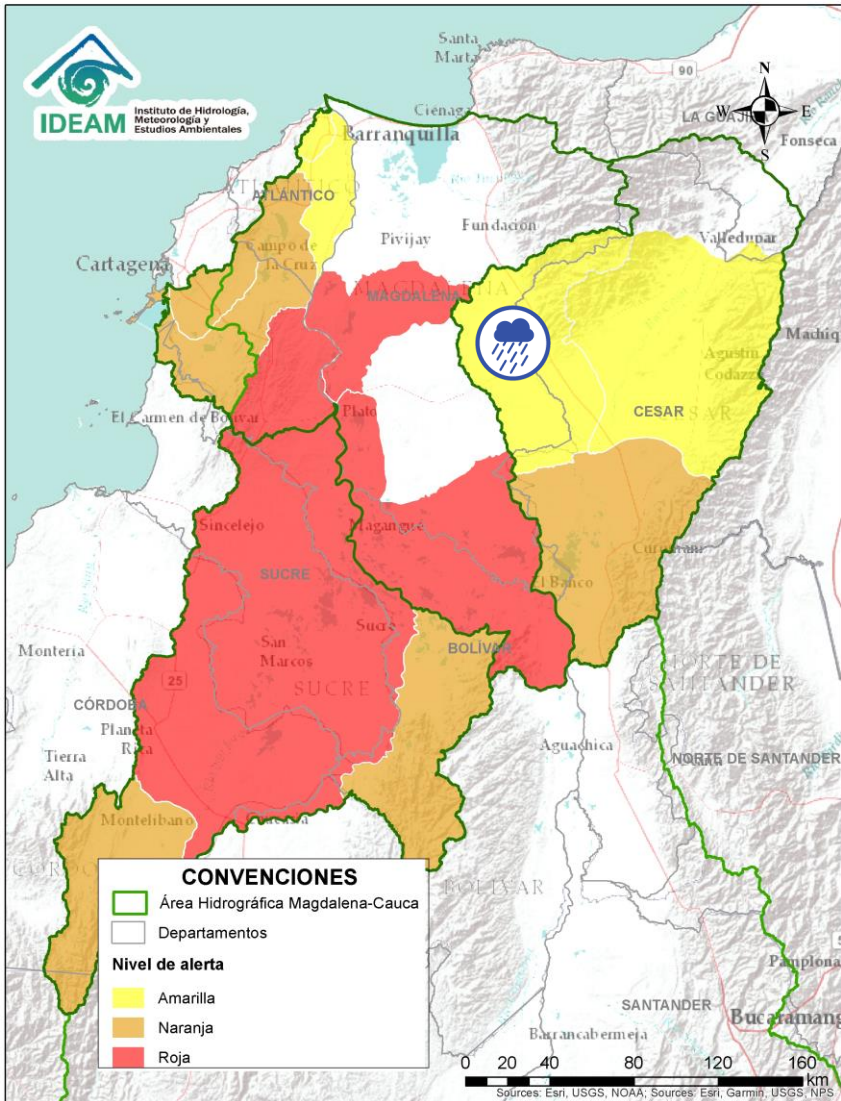 IDEAM
Instituto de Hidrología,
Meteorología y
Estudios Ambientales
Santa
Marta
90
N
W
E
S
LA GUAJIR
Fonseca
Ciénaga
Barranquilla
ATLÁNTICO
Fundación
Pivijay
Valledupar
Campo de
la Cruz
Cartagena
MAGDALENA
Machiq
Agustín
Codazzi
El Carmen de Bolívar
Plato
CESAR
Sincelejo
Magangué
Curumaní
SUCRE
El Banco
Montería
San
Marcos
Sucre
BOLÍVAR
SUCRE
25
NORTE DE
SANTANDER
CÓRDOBA
Planeta
Rica
Tierra
Alta
Aguachica
NORTE DE SANTANDER
Montelíbano
Caucasia
BOLÍVAR
CONVENCIONES
Área Hidrográfica Magdalena-Cauca
Departamentos
Nivel de alerta
Amarilla
Naranja
Roja
Pamplona
SANTANDER
Bucaramang
Barrancabermeja
0 20 40 80 120 160
km
Sources: Esri, USGS, NOAA; Sources: Esri, Garmin, USGS, NPS